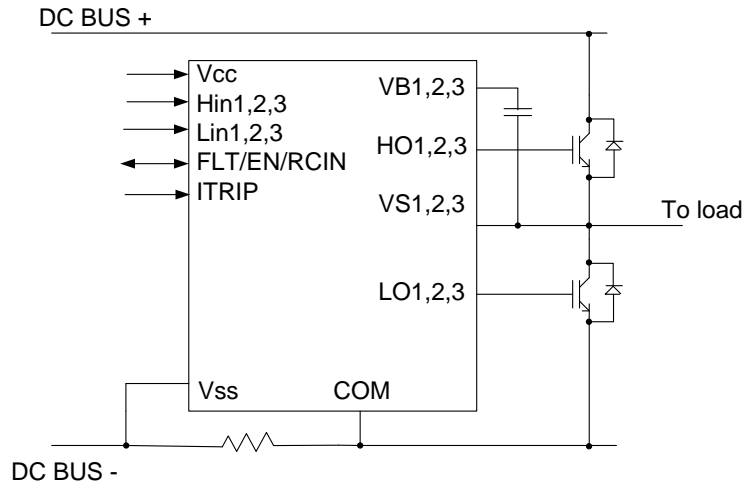 DC BUS +
Vcc
Hin1,2,3
Lin1,2,3
FLT/EN/RCIN
ITRIP
VB1,2,3
HO1,2,3
VS1,2,3
To load
LO1,2,3
Vss
COM
DC BUS -